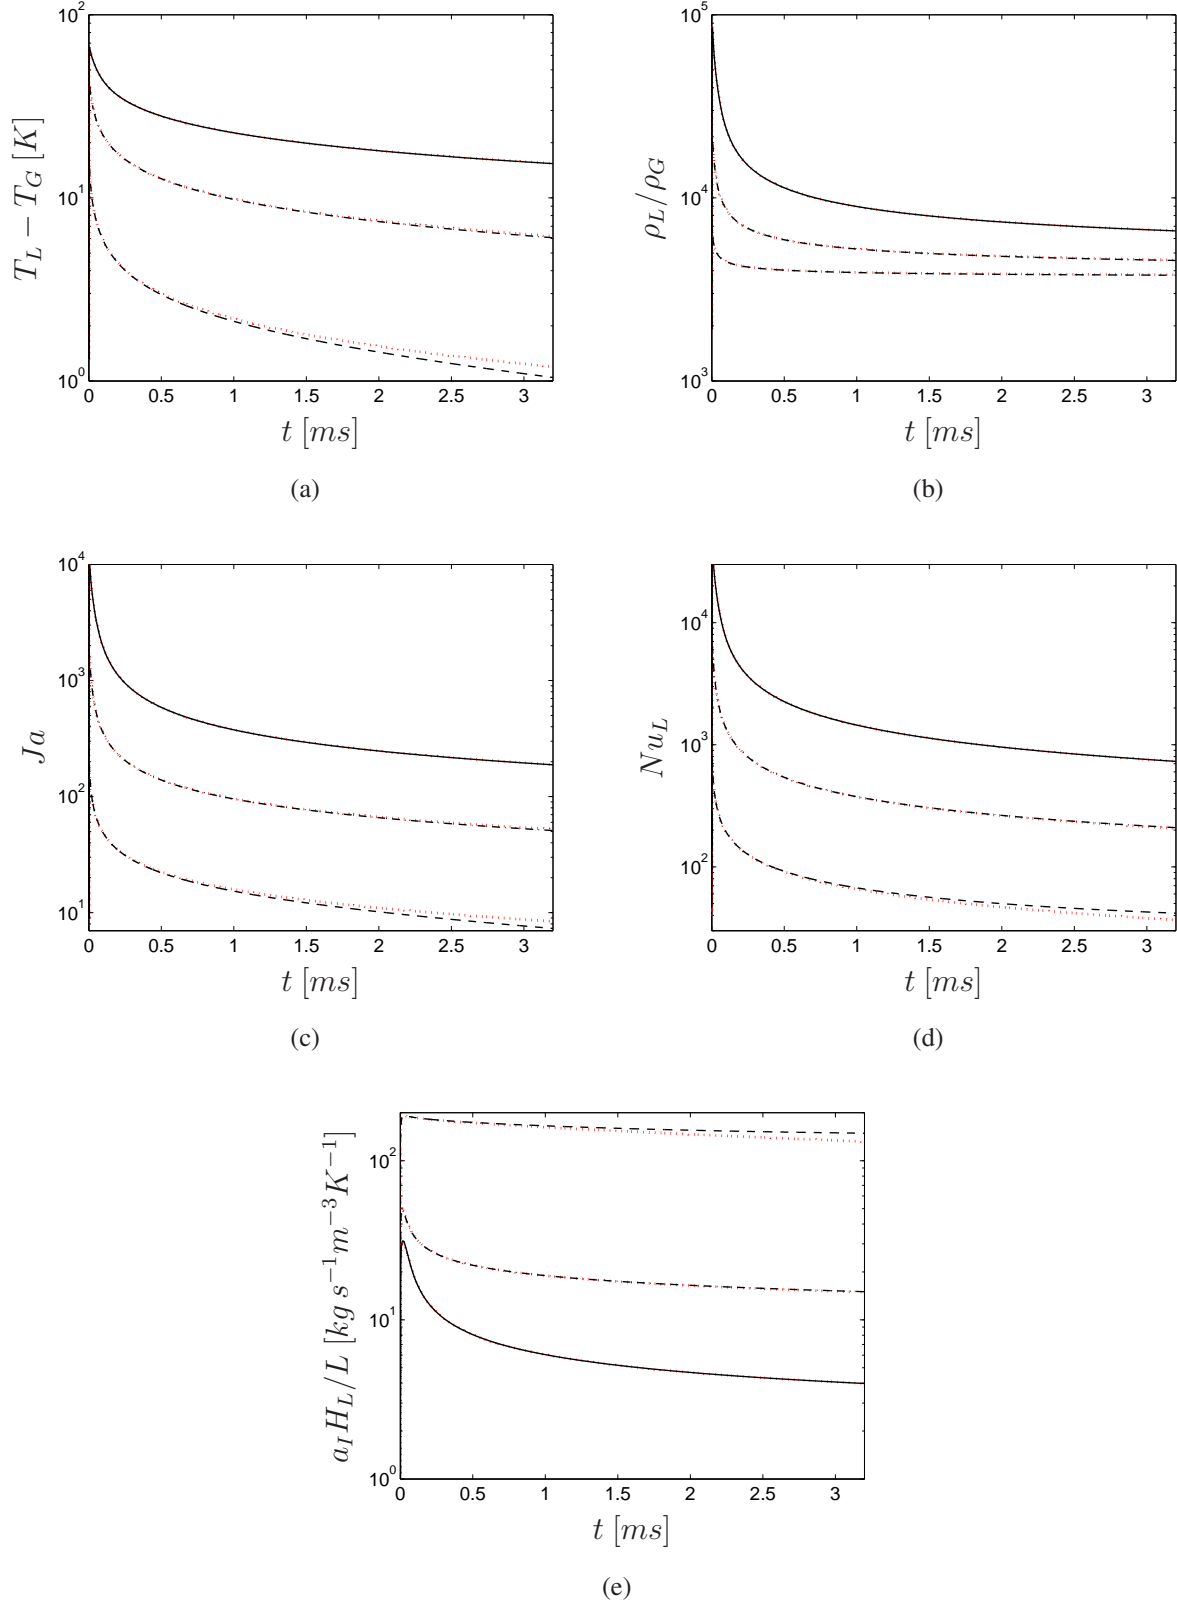 10^2
10^1
10^0
T_L − T_G [K]
0 0.5 1 1.5 2 2.5 3
t [ms]
(a)
10^5
10^4
10^3
ρ_L/ρ_G
0 0.5 1 1.5 2 2.5 3
t [ms]
(b)
10^4
10^3
10^2
10^1
Ja
0 0.5 1 1.5 2 2.5 3
t [ms]
(c)
10^4
10^3
10^2
Nu_L
0 0.5 1 1.5 2 2.5 3
t [ms]
(d)
10^2
10^1
10^0
a_I H_L/L [kg s^−1 m^−3 K^−1]
0 0.5 1 1.5 2 2.5 3
t [ms]
(e)